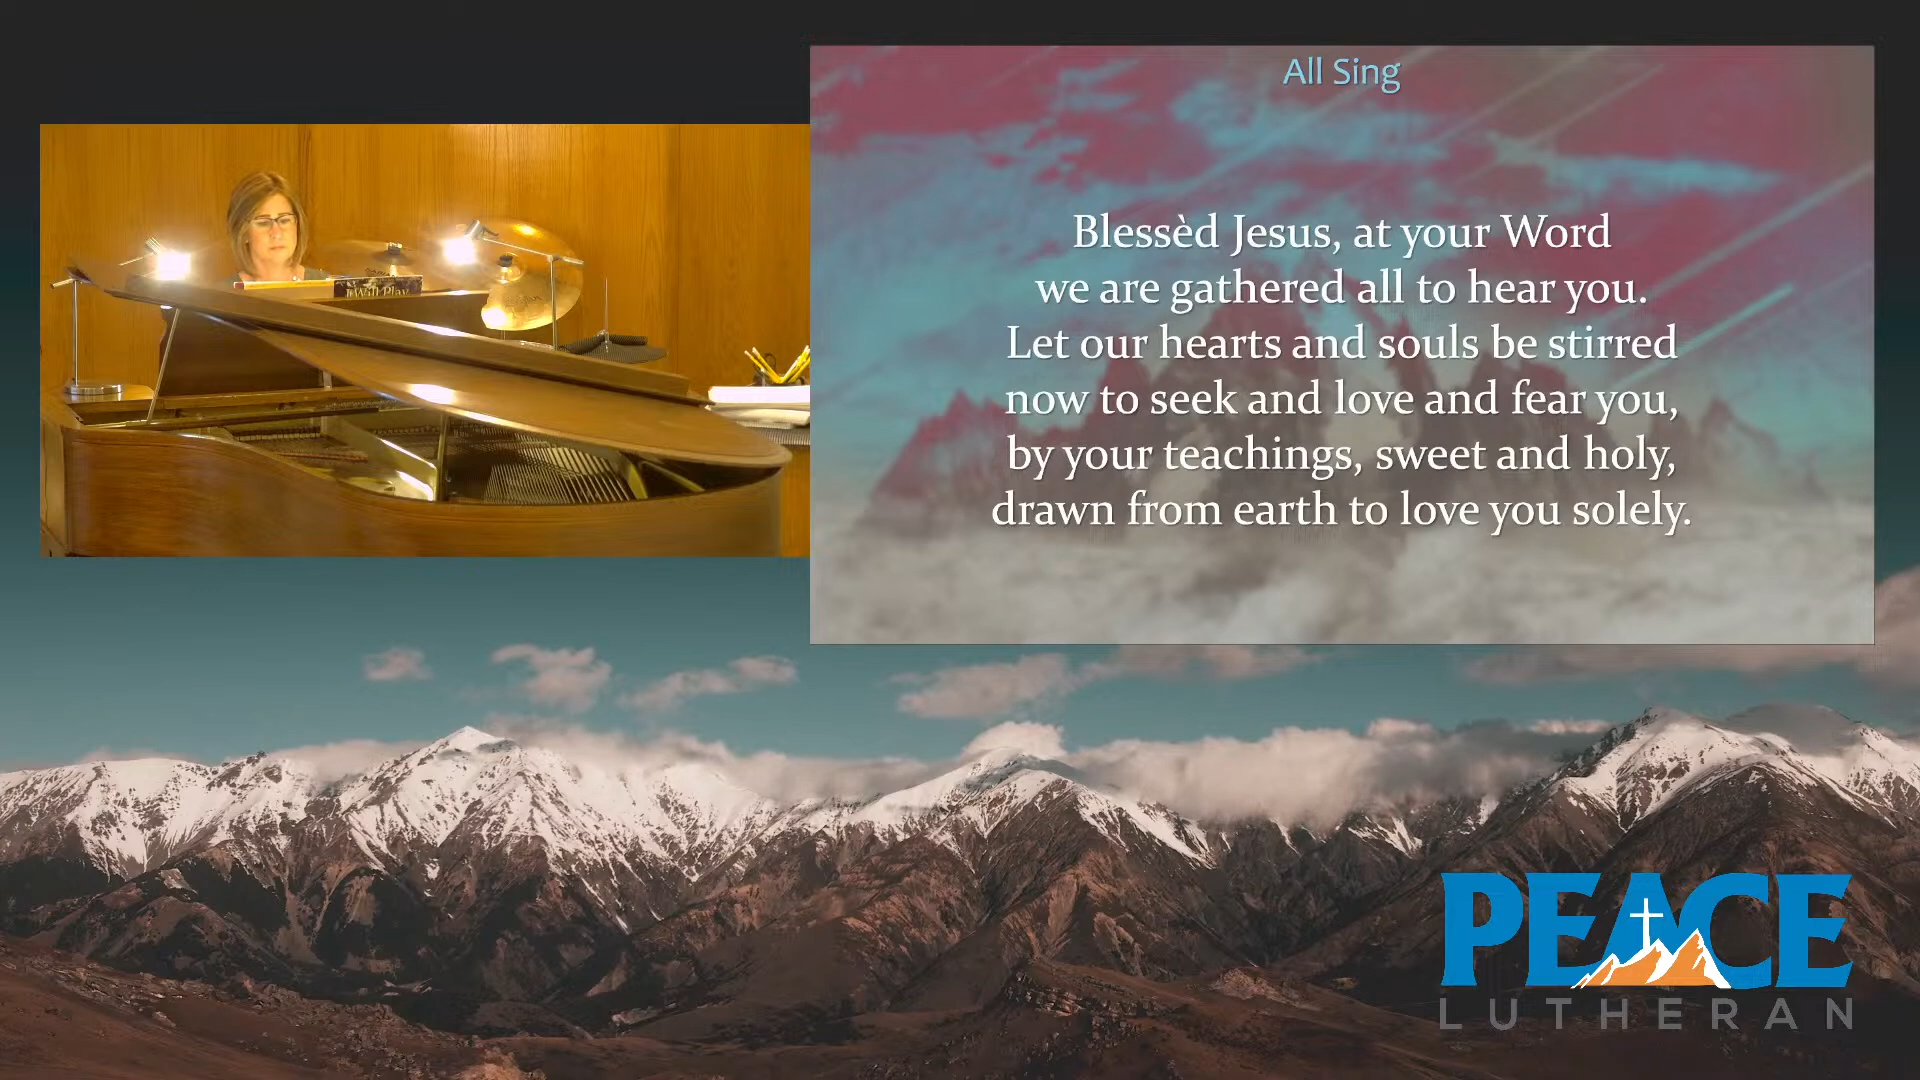 All Sing
Blessèd Jesus, at your Word
we are gathered all to hear you.
Let our hearts and souls be stirred
now to seek and love and fear you,
by your teachings, sweet and holy,
drawn from earth to love you solely.
I Will Play
PEACE
LUTHERAN